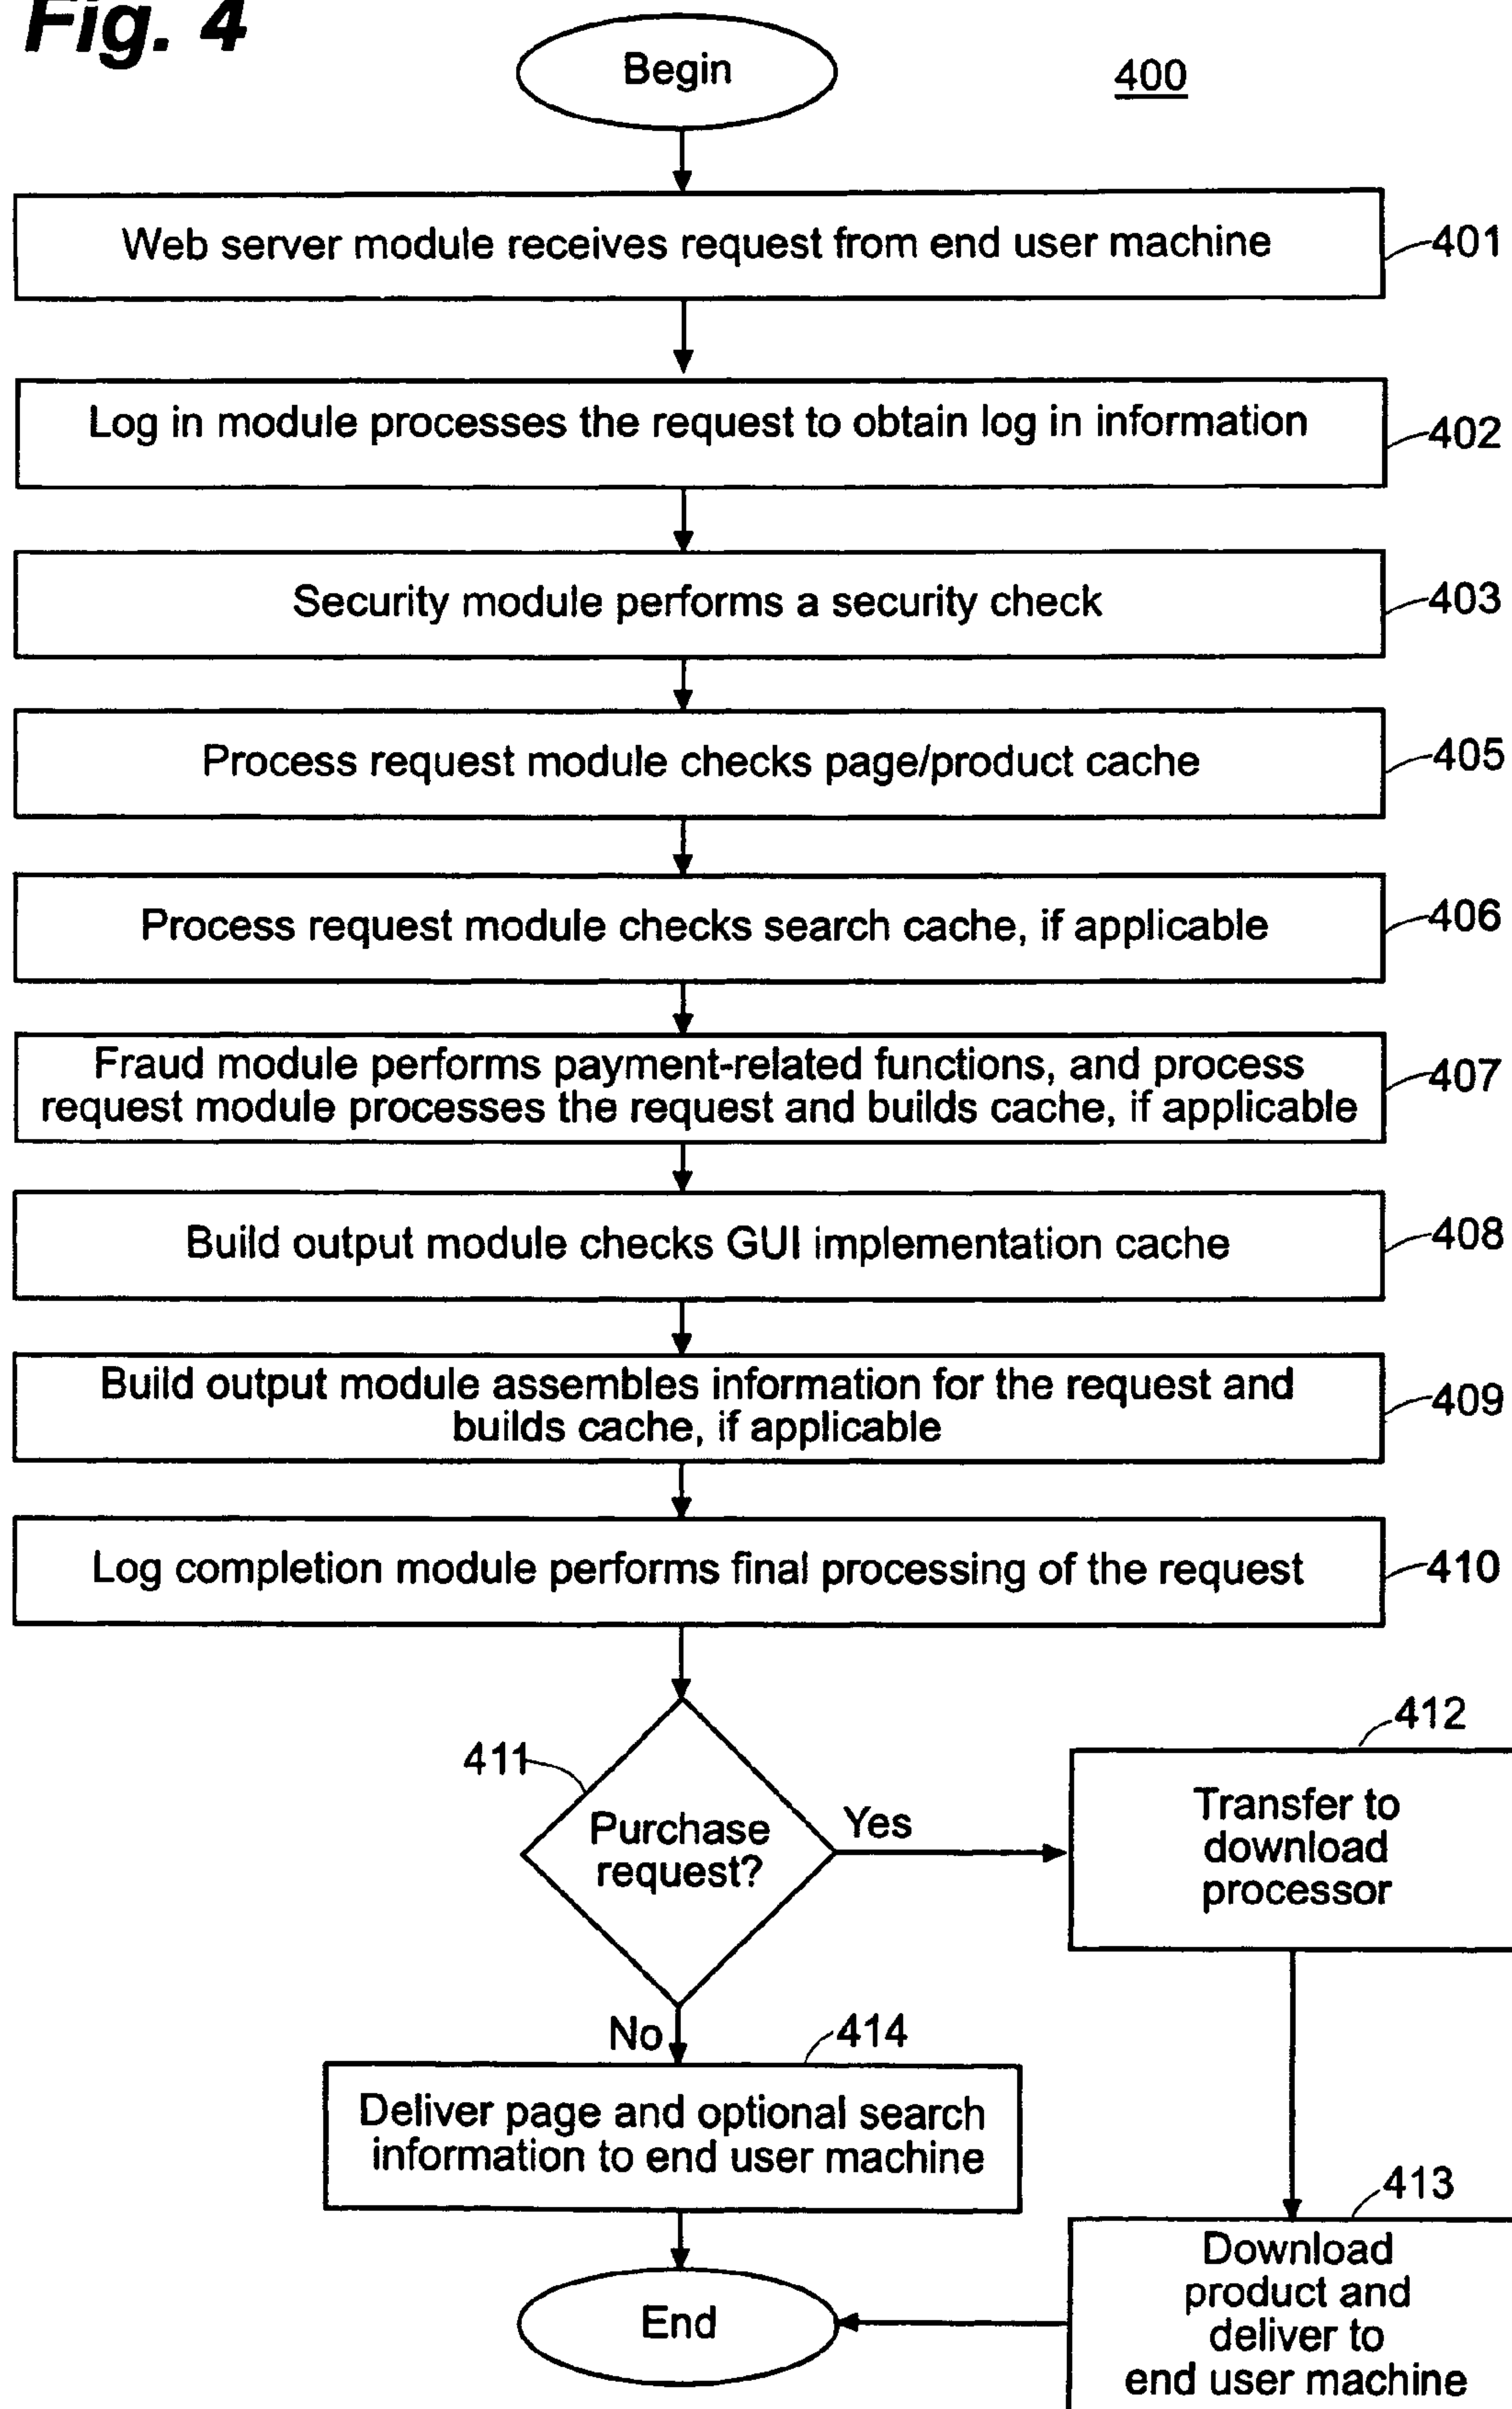 Fig. 4
Begin
400
Web server module receives request from end user machine
401
Log in module processes the request to obtain log in information
402
Security module performs a security check
403
Process request module checks page/product cache
405
Process request module checks search cache, if applicable
406
Fraud module performs payment-related functions, and process
request module processes the request and builds cache, if applicable
407
Build output module checks GUI implementation cache
408
Build output module assembles information for the request and
builds cache, if applicable
409
Log completion module performs final processing of the request
410
411
Purchase
request?
Yes
412
Transfer to
download
processor
No
414
Deliver page and optional search
information to end user machine
413
Download
product and
deliver to
end user machine
End